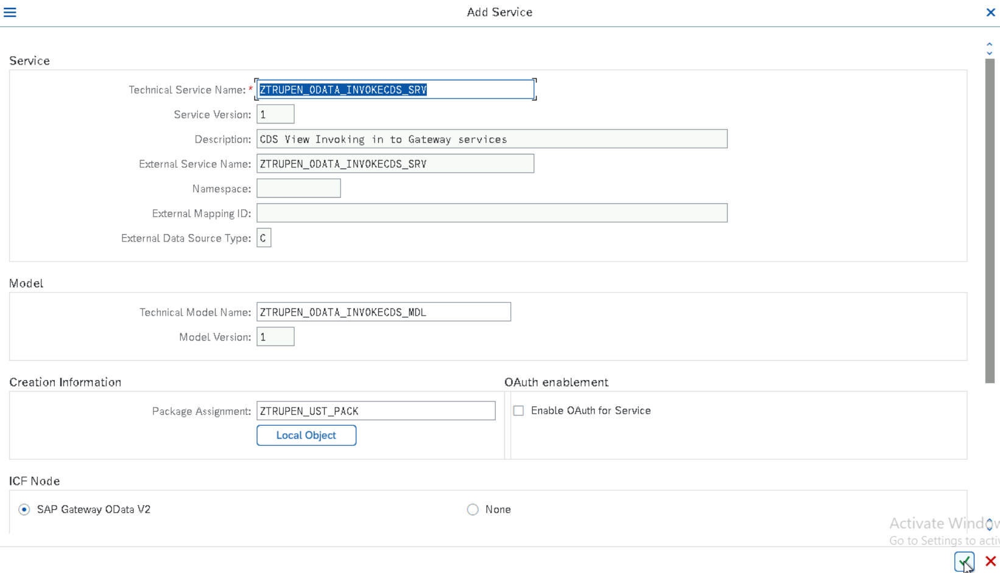 Add Service
Service
Technical Service Name: * ZTRUPEN_ODATA_INVOKECDS_SRV
Service Version: 1
Description: CDS View Invoking in to Gateway services
External Service Name: ZTRUPEN_ODATA_INVOKECDS_SRV
Namespace:
External Mapping ID:
External Data Source Type: C
Model
Technical Model Name: ZTRUPEN_ODATA_INVOKECDS_MDL
Model Version: 1
Creation Information
OAuth enablement
Package Assignment: ZTRUPEN_UST_PACK
Enable OAuth for Service
Local Object
ICF Node
SAP Gateway OData V2
None
Activate Window
Go to Settings to activ